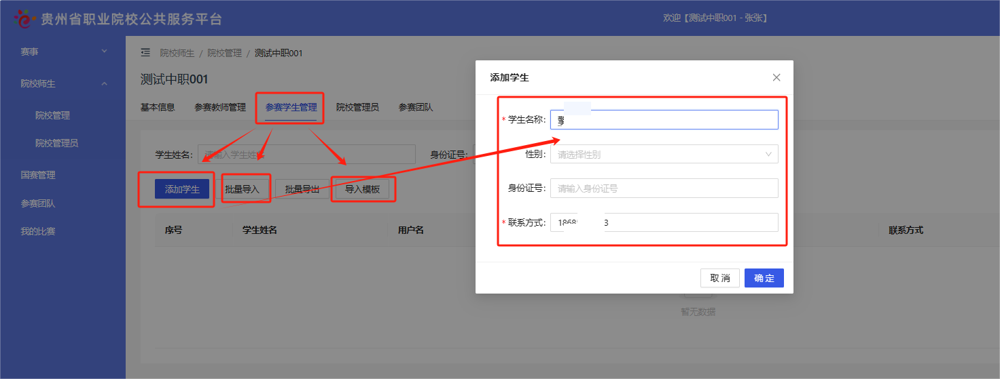 贵州省职业院校公共服务平台
欢迎【测试中职001 - 张张】
赛事
院校师生
院校管理
院校管理员
国赛管理
参赛团队
我的比赛
院校师生 / 院校管理 / 测试中职001
测试中职001
基本信息 参赛教师管理 参赛学生管理 院校管理员 参赛团队
学生姓名: 请输入学生姓名 身份证号:
添加学生 批量导入 批量导出 导入模板
序号 学生姓名 用户名 联系方式
暂无数据
添加学生
* 学生名称:
性别: 请选择性别
身份证号: 请输入身份证号
* 联系方式:
取 消 确 定